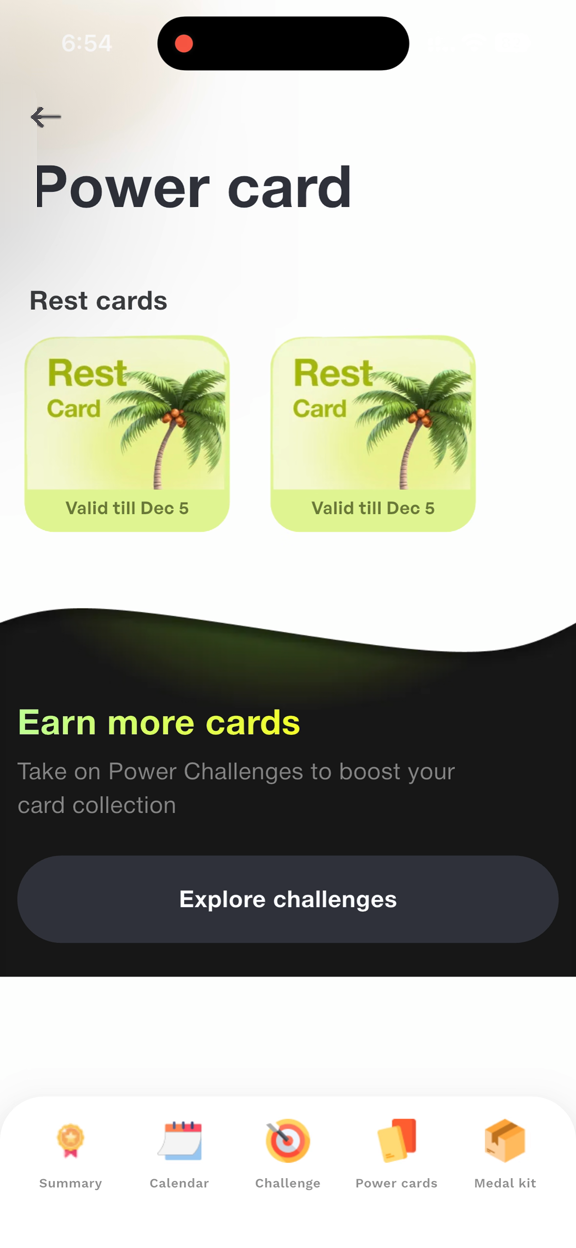 6:54
Power card
Rest cards
Rest
Card
Valid till Dec 5
Rest
Card
Valid till Dec 5
Earn more cards
Take on Power Challenges to boost your
card collection
Explore challenges
Summary
Calendar
Challenge
Power cards
Medal kit